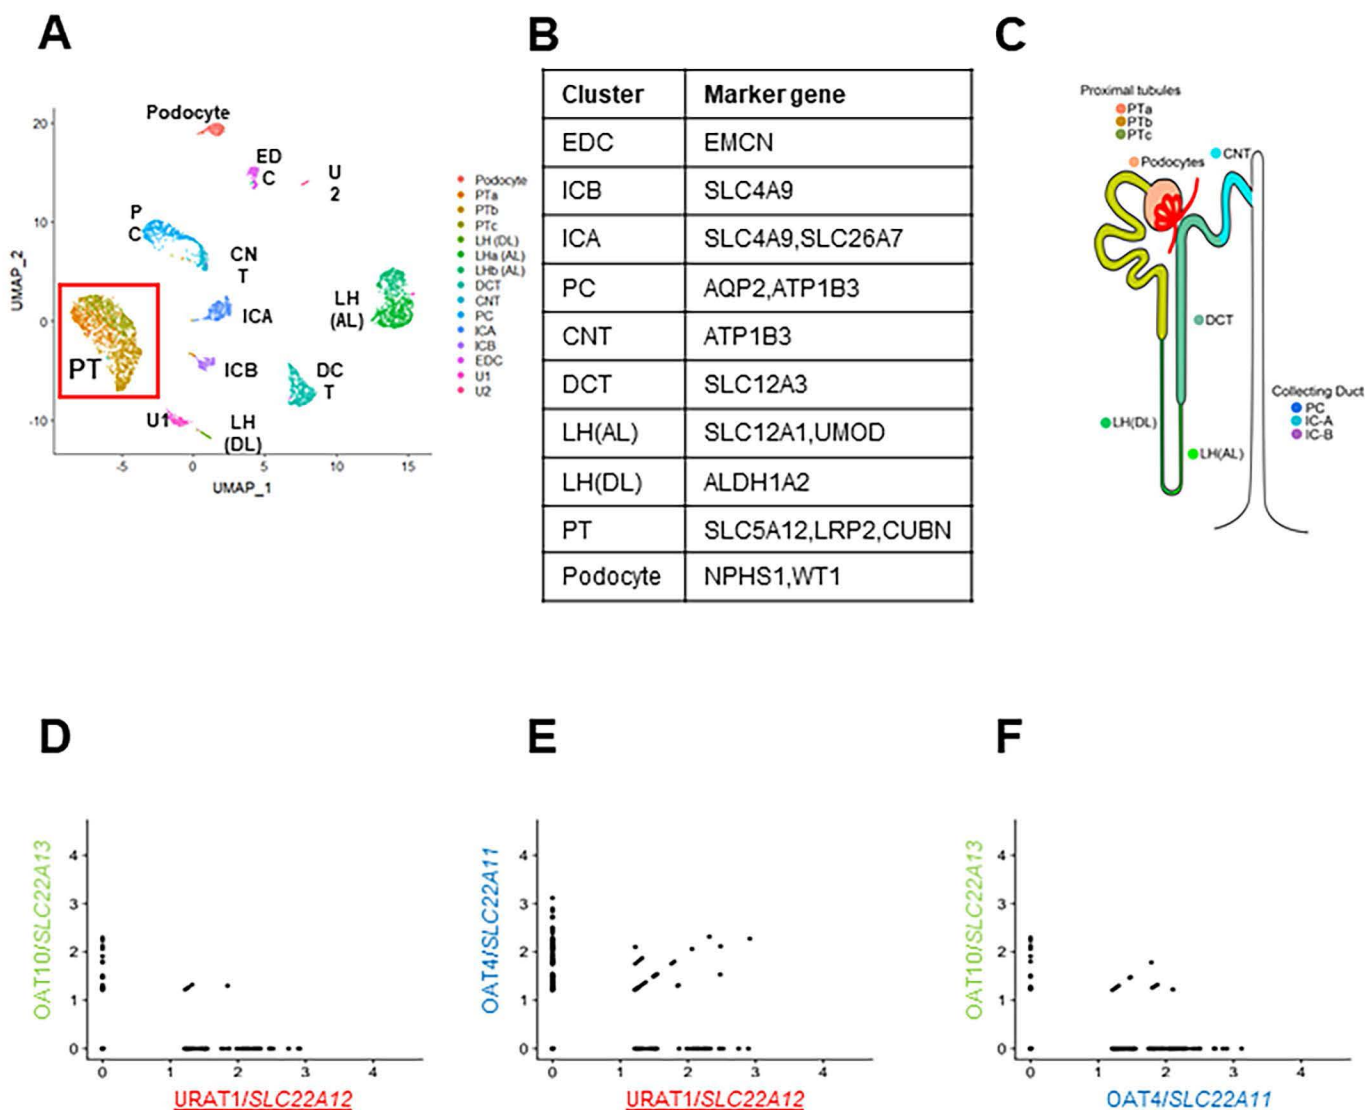 A
B
C
Podocyte
ED
C
U
2
P
C
CN
T
ICA
LH
(AL)
PT
ICB
DC
T
U1
LH
(DL)
20
10
0
-10
UMAP_2
-5
0
5
10
15
UMAP_1
Podocyte
PTa
PTb
PTc
LH (DL)
LHa (AL)
LHb (AL)
DCT
CNT
PC
ICA
ICB
EDC
U1
U2
Cluster Marker gene
EDC EMCN
ICB SLC4A9
ICA SLC4A9,SLC26A7
PC AQP2,ATP1B3
CNT ATP1B3
DCT SLC12A3
LH(AL) SLC12A1,UMOD
LH(DL) ALDH1A2
PT SLC5A12,LRP2,CUBN
Podocyte NPHS1,WT1
Proximal tubules
PTa
PTb
PTc
Podocytes
CNT
DCT
Collecting Duct
PC
IC-A
IC-B
LH(DL)
LH(AL)
D
E
F
OAT10/SLC22A13
4
3
2
1
0
0 1 2 3 4
URAT1/SLC22A12
OAT4/SLC22A11
4
3
2
1
0
0 1 2 3 4
URAT1/SLC22A12
OAT10/SLC22A13
4
3
2
1
0
0 1 2 3 4
OAT4/SLC22A11